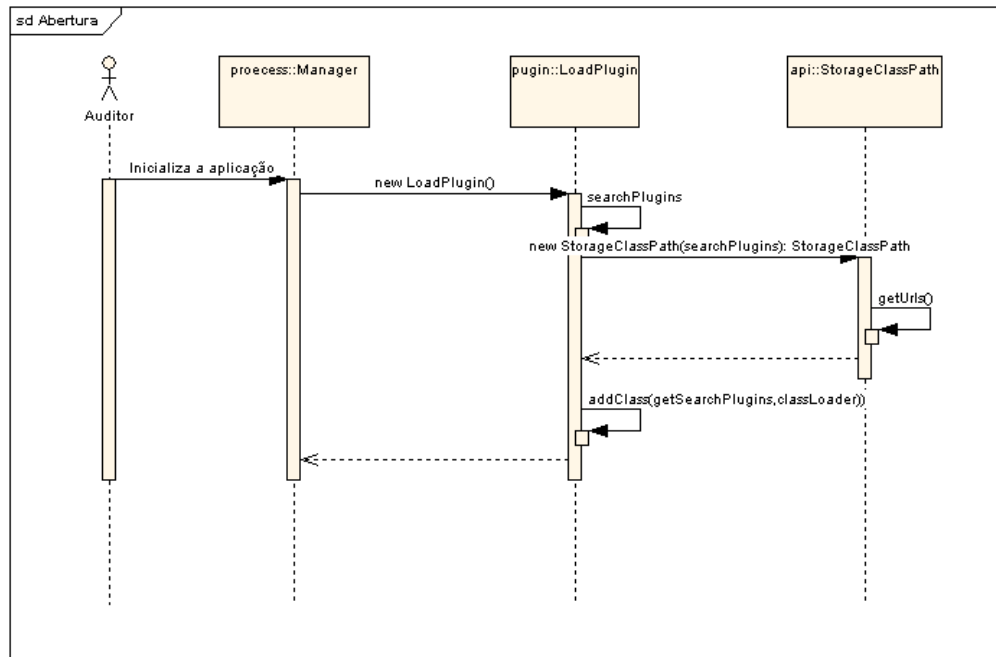 sd Abertura
proecess::Manager
pugin::LoadPlugin
api::StorageClassPath
Auditor
Inicializa a aplicação
new LoadPlugin()
searchPlugins
new StorageClassPath(searchPlugins): StorageClassPath
getUrls()
addClass(getSearchPlugins,classLoader))